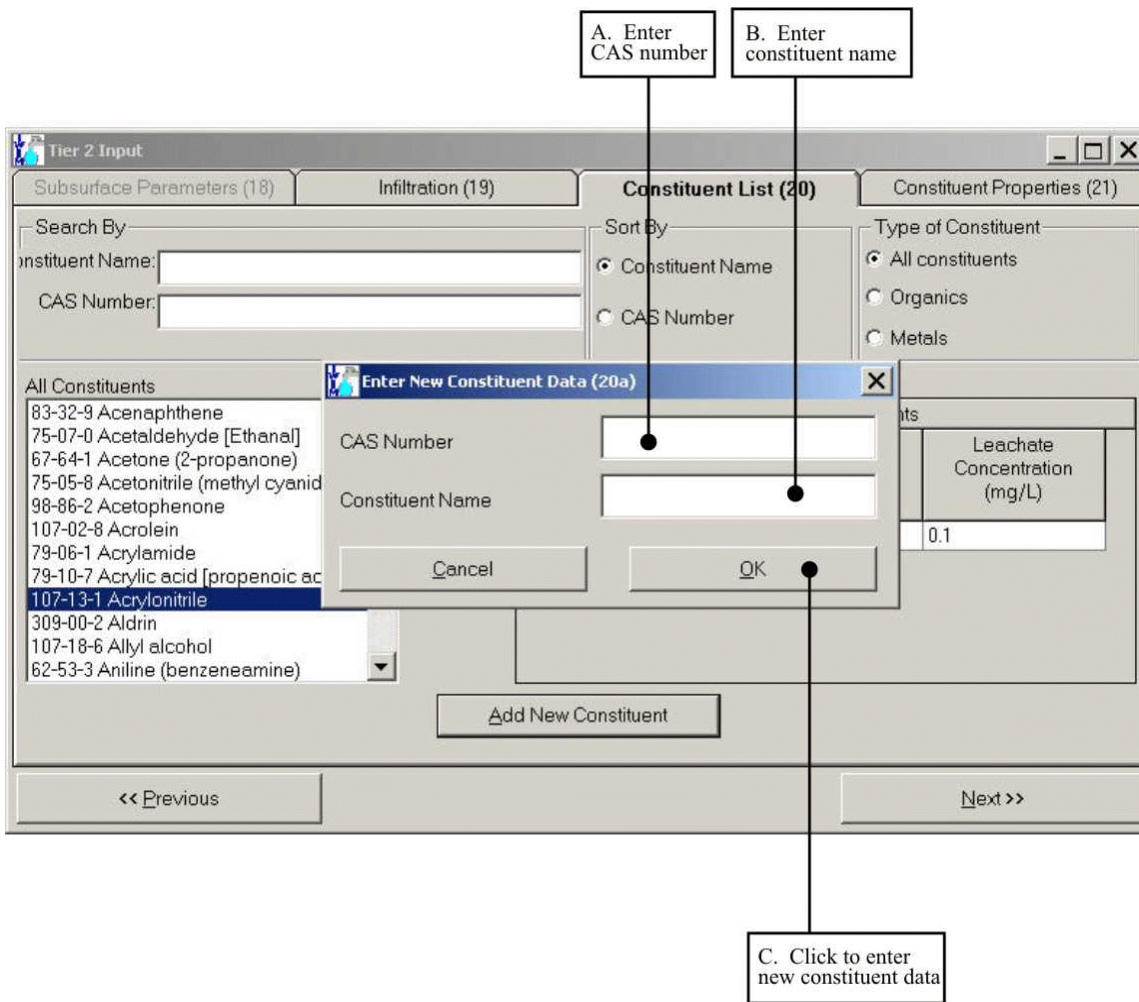 A. Enter
CAS number
B. Enter
constituent name
Tier 2 Input
Subsurface Parameters (18)
Infiltration (19)
Constituent List (20)
Constituent Properties (21)
Search By
onstituent Name:
CAS Number:
Sort By
Constituent Name
CAS Number
Type of Constituent
All constituents
Organics
Metals
All Constituents
83-32-9 Acenaphthene
75-07-0 Acetaldehyde [Ethanal]
67-64-1 Acetone (2-propanone)
75-05-8 Acetonitrile (methyl cyanid
98-86-2 Acetophenone
107-02-8 Acrolein
79-06-1 Acrylamide
79-10-7 Acrylic acid [propenoic ac
107-13-1 Acrylonitrile
309-00-2 Aldrin
107-18-6 Allyl alcohol
62-53-3 Aniline (benzeneamine)
Enter New Constituent Data (20a)
CAS Number
Constituent Name
Cancel
OK
nts
Leachate
Concentration
(mg/L)
0.1
Add New Constituent
<< Previous
Next >>
C. Click to enter
new constituent data